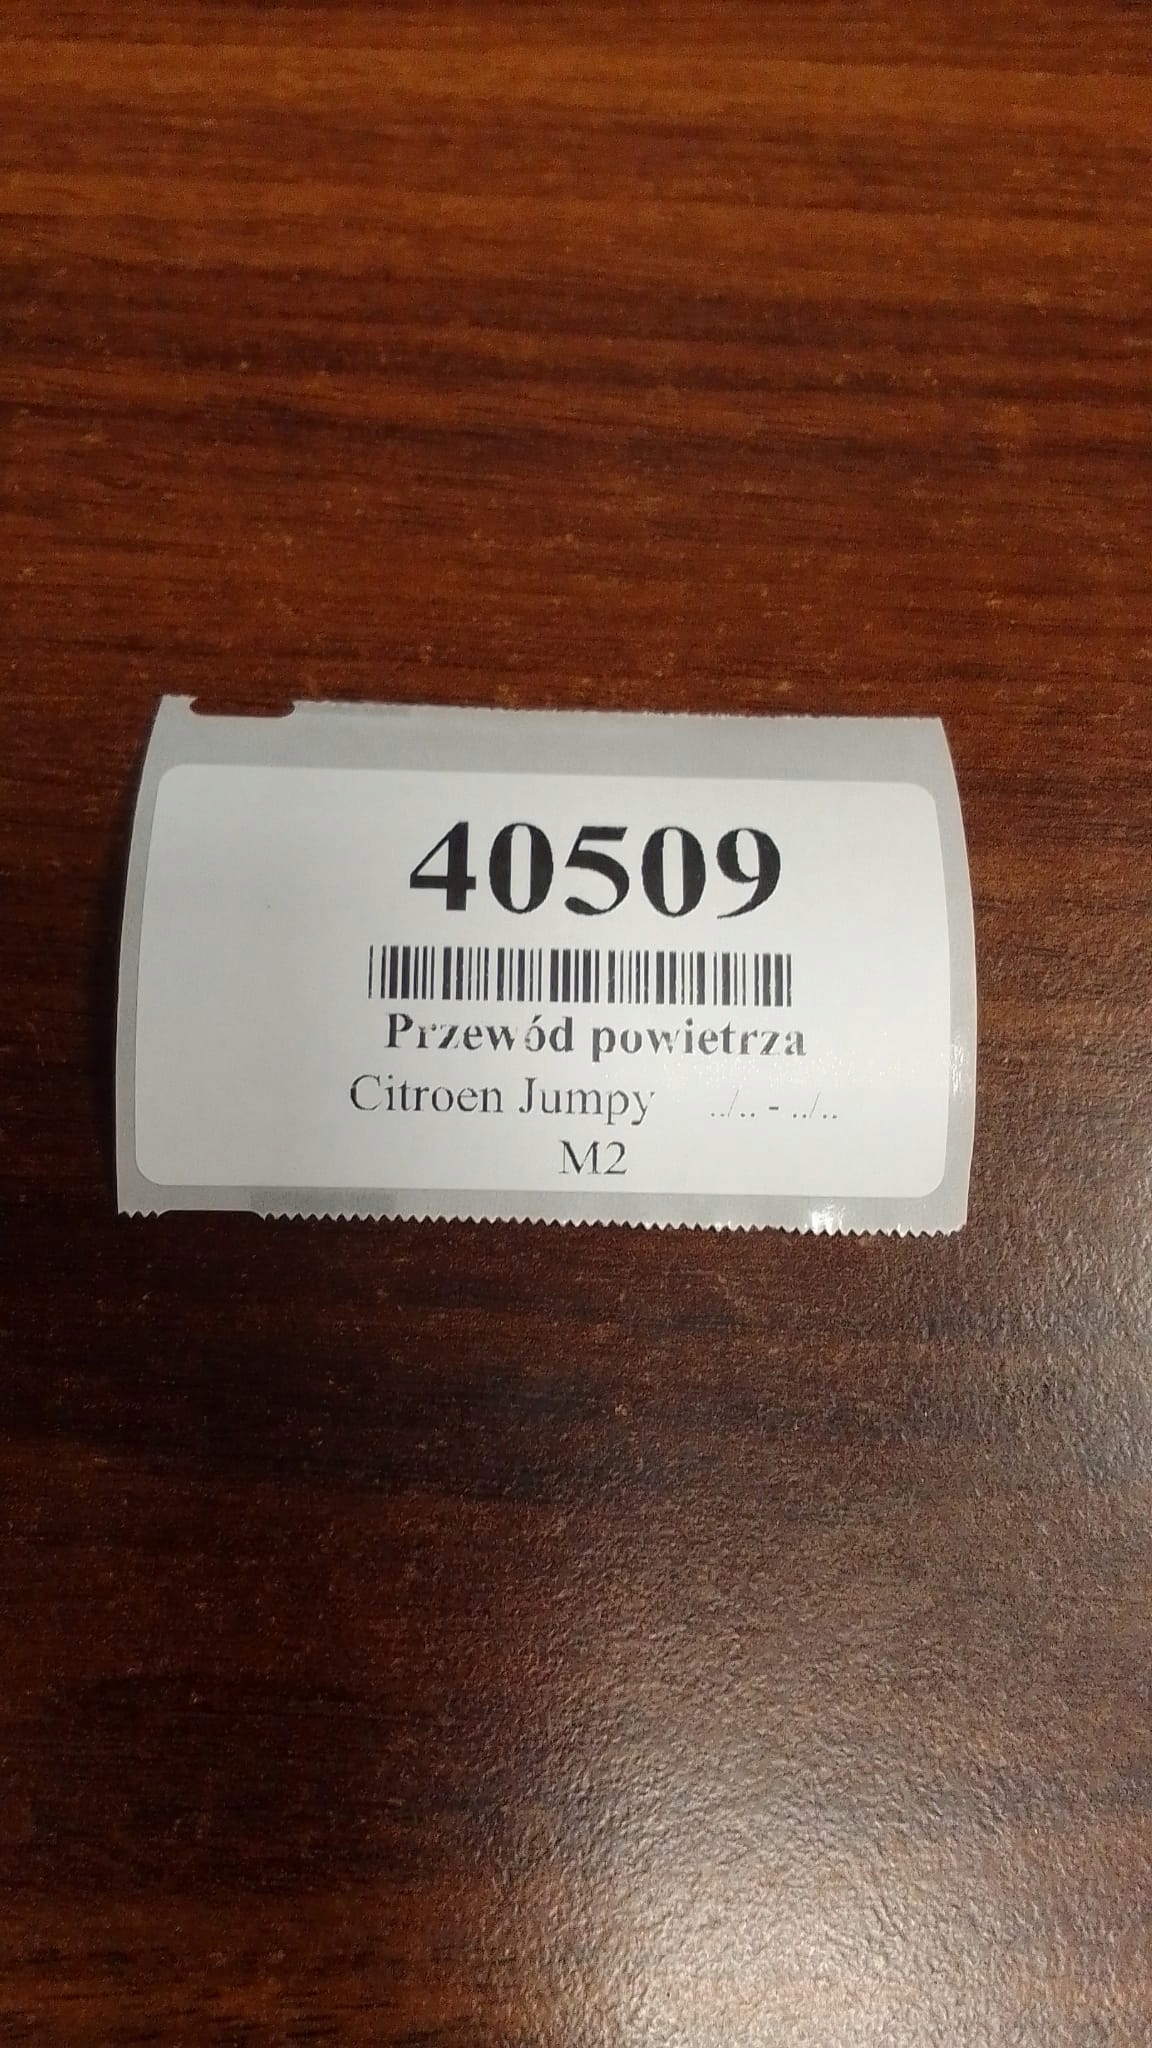 40509
Przewód powietrza
Citroen Jumpy ../.. - ../..
M2